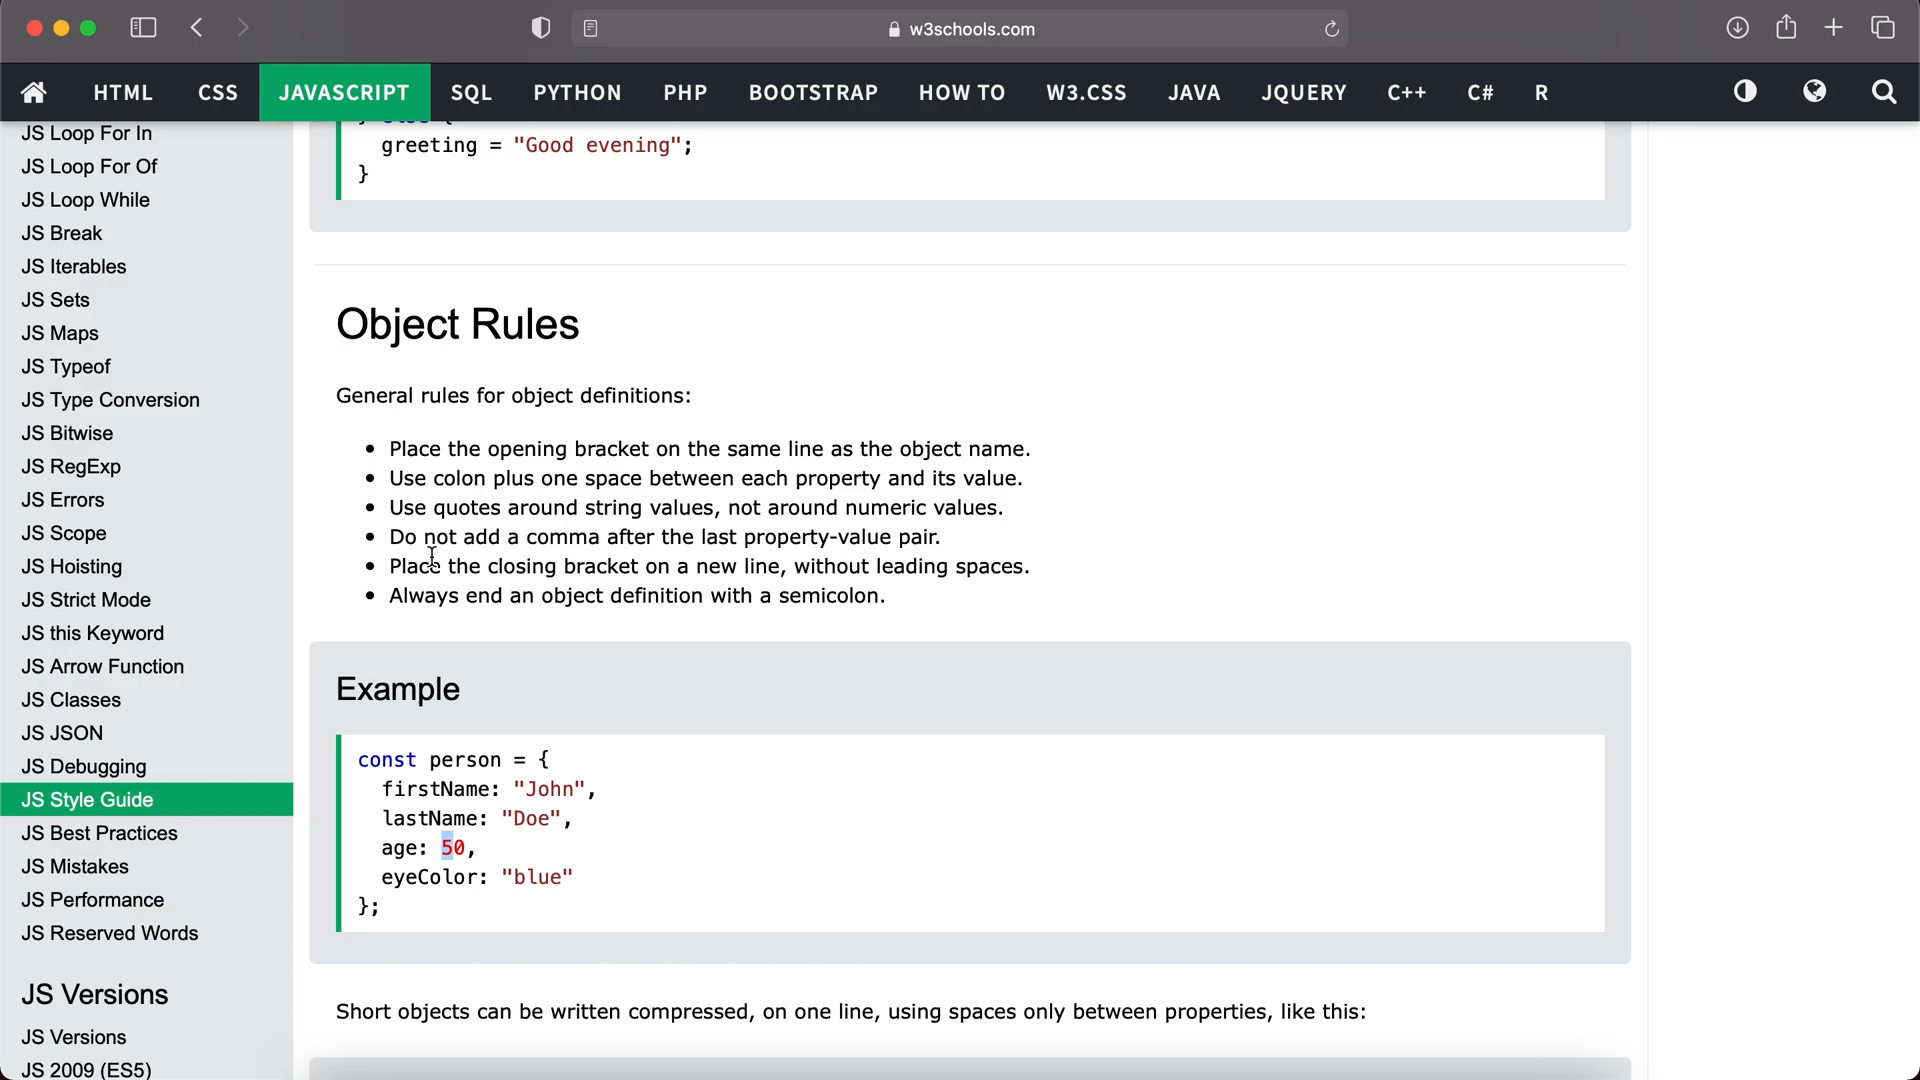 w3schools.com
HTML CSS JAVASCRIPT SQL PYTHON PHP BOOTSTRAP HOW TO W3.CSS JAVA JQUERY C++ C# R
JS Loop For In
JS Loop For Of
JS Loop While
JS Break
JS Iterables
JS Sets
JS Maps
JS Typeof
JS Type Conversion
JS Bitwise
JS RegExp
JS Errors
JS Scope
JS Hoisting
JS Strict Mode
JS this Keyword
JS Arrow Function
JS Classes
JS JSON
JS Debugging
JS Style Guide
JS Best Practices
JS Mistakes
JS Performance
JS Reserved Words
JS Versions
JS Versions
JS 2009 (ES5)
} else {
greeting = "Good evening";
}
Object Rules
General rules for object definitions:
• Place the opening bracket on the same line as the object name.
• Use colon plus one space between each property and its value.
• Use quotes around string values, not around numeric values.
• Do not add a comma after the last property-value pair.
• Place the closing bracket on a new line, without leading spaces.
• Always end an object definition with a semicolon.
Example
const person = {
firstName: "John",
lastName: "Doe",
age: 50,
eyeColor: "blue"
};
Short objects can be written compressed, on one line, using spaces only between properties, like this: